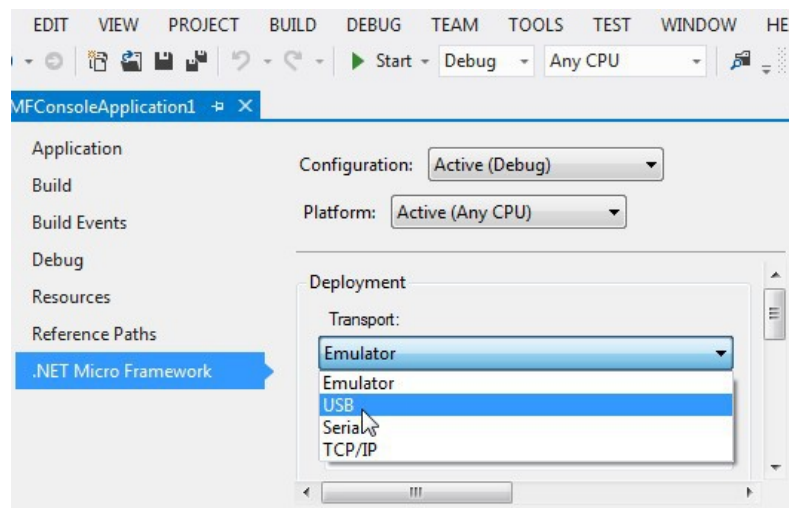 EDIT VIEW PROJECT BUILD DEBUG TEAM TOOLS TEST WINDOW HE
Start Debug Any CPU
MFConsoleApplication1
Application
Build
Build Events
Debug
Resources
Reference Paths
.NET Micro Framework
Configuration: Active (Debug)
Platform: Active (Any CPU)
Deployment
Transport:
Emulator
Emulator
USB
Serial
TCP/IP